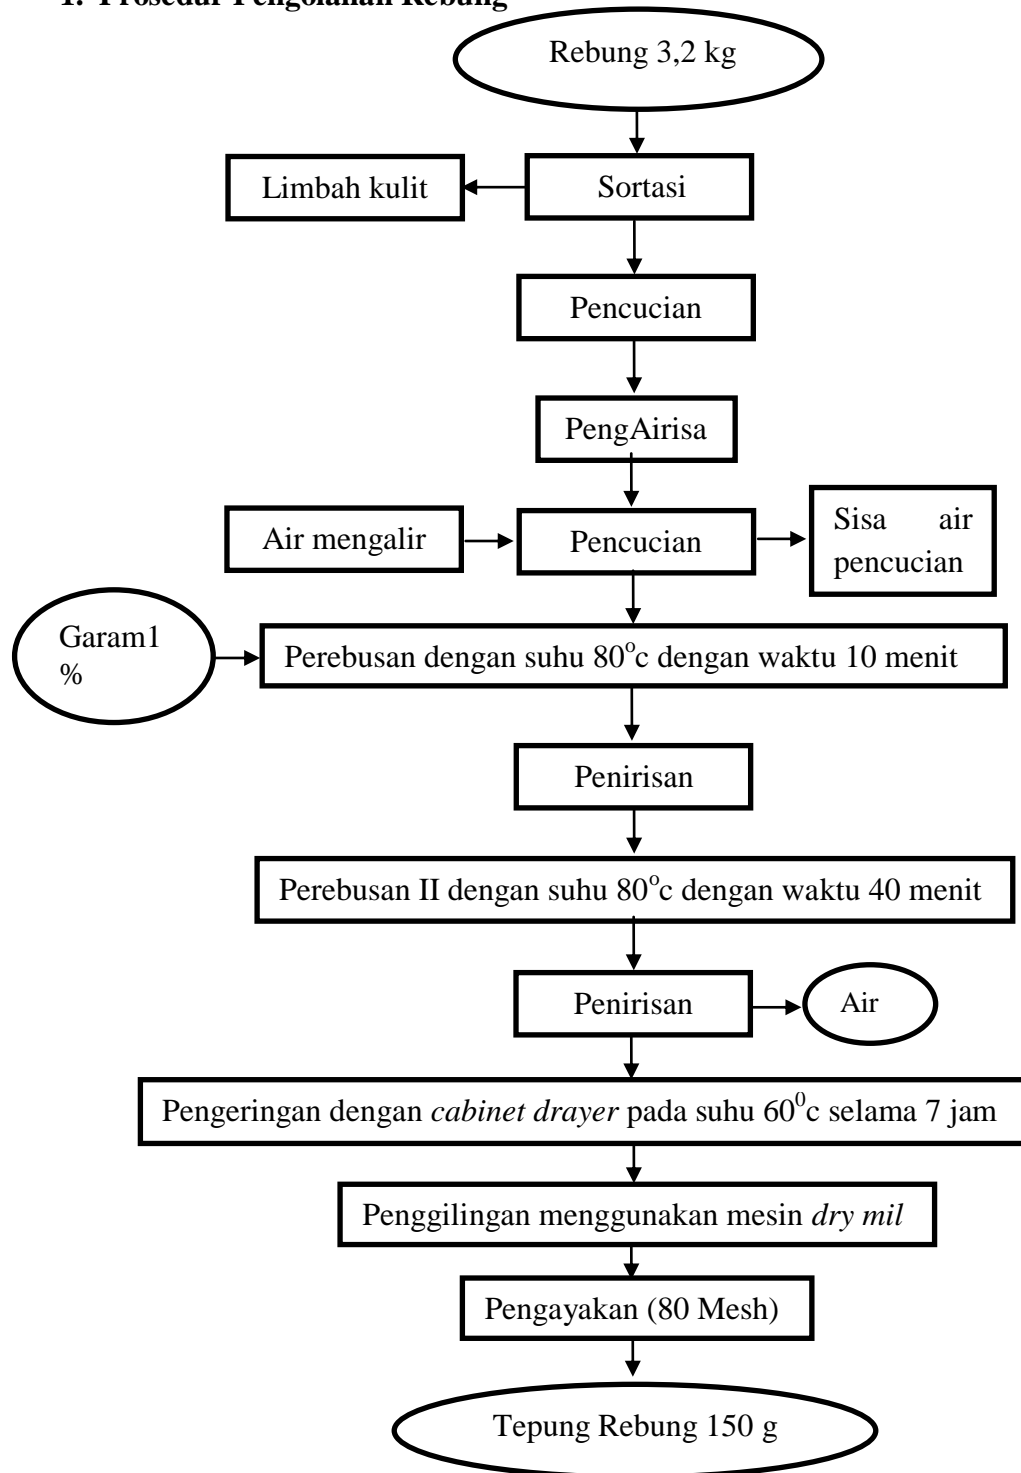 1. Prosedur Pengolahan Rebung
Rebung 3,2 kg
Limbah kulit
Sortasi
Pencucian
PengAirisa
Air mengalir
Pencucian
Sisa air
pencucian
Garam1
%
Perebusan dengan suhu 80°c dengan waktu 10 menit
Penirisan
Perebusan II dengan suhu 80°c dengan waktu 40 menit
Penirisan
Air
Pengeringan dengan cabinet drayer pada suhu 60⁰c selama 7 jam
Penggilingan menggunakan mesin dry mil
Pengayakan (80 Mesh)
Tepung Rebung 150 g